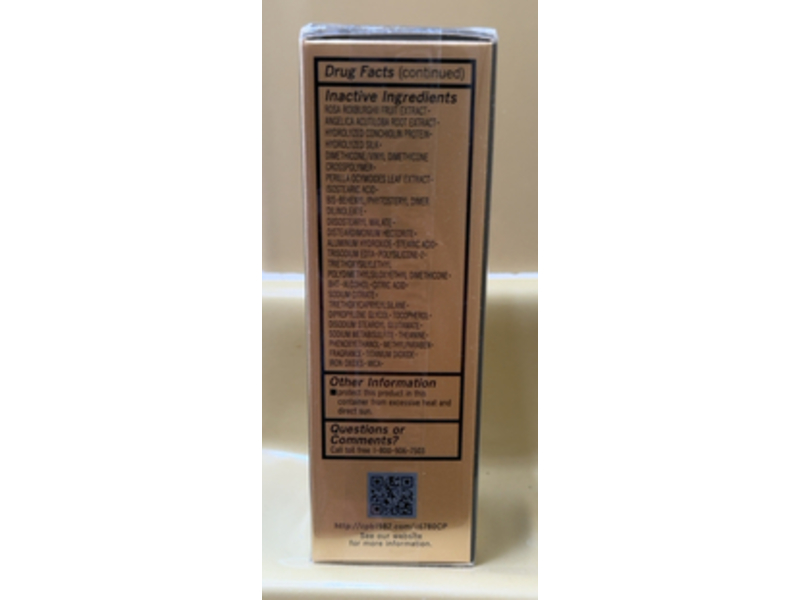 Drug Facts (continued)
Inactive Ingredients
ROSA ROXBURGHII FRUIT EXTRACT•
ANGELICA ACUTILOBA ROOT EXTRACT•
HYDROLYZED CONCHIOLIN PROTEIN•
HYDROLYZED SILK•
DIMETHICONE/VINYL DIMETHICONE
CROSSPOLYMER•
PERILLA OCYMOIDES LEAF EXTRACT•
ISOSTEARIC ACID•
BIS-BEHENYL/PHYTOSTERYL DIMER
DILINOLEATE•
DIISOSTEARYL MALATE•
DISTEARDIMONIUM HECTORITE•
ALUMINUM HYDROXIDE•STEARIC ACID•
TRISODIUM EDTA•POLYSILICONE-2•
TRIETHOXYSILYLETHYL
POLYDIMETHYLSILOXYETHYL DIMETHICONE•
BHT•ALCOHOL•CITRIC ACID•
SODIUM CITRATE•
TRIETHOXYCAPRYLYLSILANE•
DIPROPYLENE GLYCOL•TOCOPHEROL•
DISODIUM STEAROYL GLUTAMATE•
SODIUM METABISULFITE•THEANINE•
PHENOXYETHANOL•METHYLPARABEN•
FRAGRANCE•TITANIUM DIOXIDE•
IRON OXIDES•MICA•
Other Information
■protect this product in this
container from excessive heat and
direct sun.
Questions or
Comments?
Call toll free
See our website
for more information.